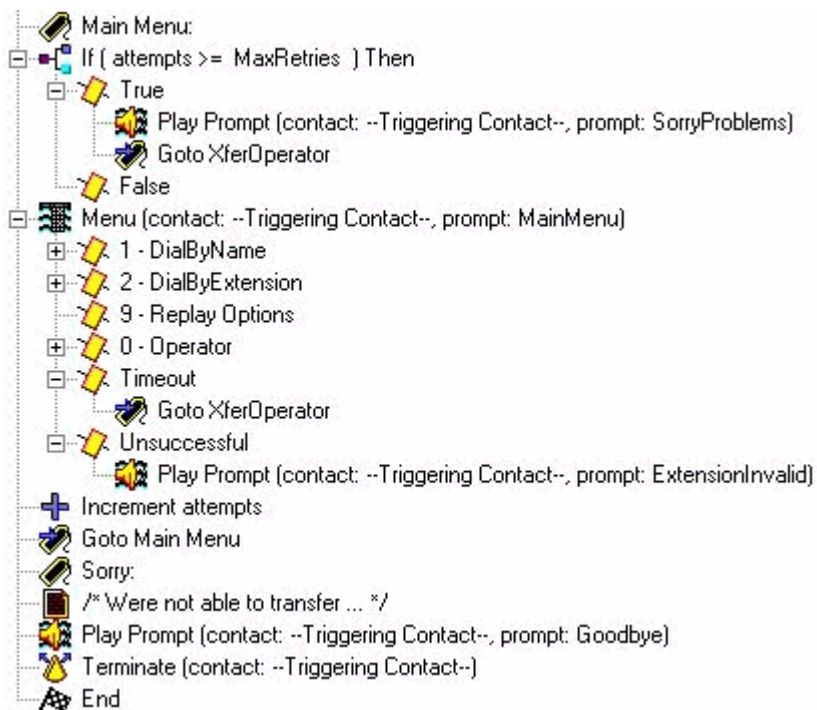 Main Menu:
If ( attempts >= MaxRetries ) Then
True
Play Prompt (contact: --Triggering Contact--, prompt: SorryProblems)
Goto XferOperator
False
Menu (contact: --Triggering Contact--, prompt: MainMenu)
1 - DialByName
2 - DialByExtension
9 - Replay Options
0 - Operator
Timeout
Goto XferOperator
Unsuccessful
Play Prompt (contact: --Triggering Contact--, prompt: ExtensionInvalid)
Increment attempts
Goto Main Menu
Sorry:
/* Were not able to transfer ... */
Play Prompt (contact: --Triggering Contact--, prompt: Goodbye)
Terminate (contact: --Triggering Contact--)
End